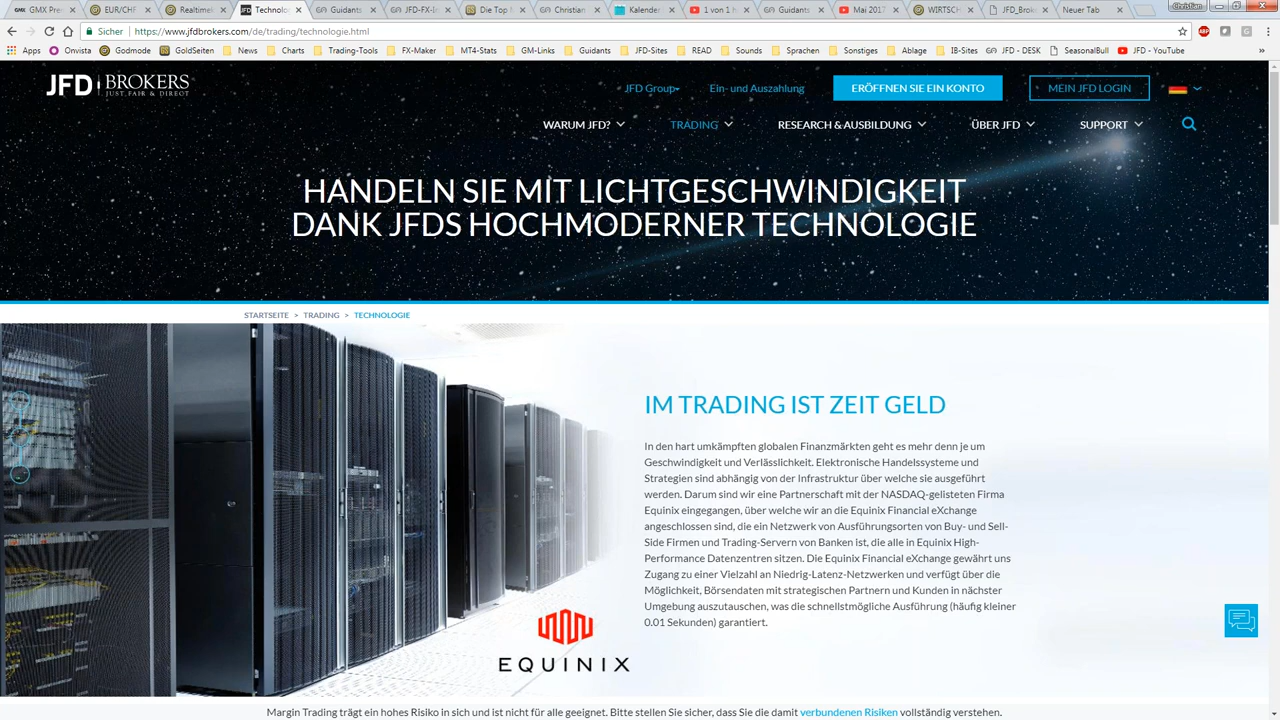 Christian
GMX Pre
EUR/CHF
Realtime
Technolo
Guidants
JFD-FX-I
Die Top
Christian
Kalender
1 von 1
Guidants
Mai 2017
WIRTSCH
JFD_Broke
Neuer Tab
Sicher | https://www.jfdbrokers.com/de/trading/technologie.html
Apps Onvista Godmode GoldSeiten News Charts Trading-Tools FX-Maker MT4-Stats GM-Links Guidants JFD-Sites READ Sounds Sprachen Sonstiges Ablage IB-Sites JFD - DESK SeasonalBull JFD - YouTube
JFD BROKERS
JUST, FAIR & DIRECT
JFD Group Ein- und Auszahlung ERÖFFNEN SIE EIN KONTO MEIN JFD LOGIN
WARUM JFD? TRADING RESEARCH & AUSBILDUNG ÜBER JFD SUPPORT
HANDELN SIE MIT LICHTGESCHWINDIGKEIT
DANK JFDS HOCHMODERNER TECHNOLOGIE
STARTSEITE > TRADING > TECHNOLOGIE
IM TRADING IST ZEIT GELD
In den hart umkämpften globalen Finanzmärkten geht es mehr denn je um
Geschwindigkeit und Verlässlichkeit. Elektronische Handelssysteme und
Strategien sind abhängig von der Infrastruktur über welche sie ausgeführt
werden. Darum sind wir eine Partnerschaft mit der NASDAQ-gelisteten Firma
Equinix eingegangen, über welche wir an die Equinix Financial eXchange
angeschlossen sind, die ein Netzwerk von Ausführungsorten von Buy- und Sell-
Side Firmen und Trading-Servern von Banken ist, die alle in Equinix High-
Performance Datenzentren sitzen. Die Equinix Financial eXchange gewährt uns
Zugang zu einer Vielzahl an Niedrig-Latenz-Netzwerken und verfügt über die
Möglichkeit, Börsendaten mit strategischen Partnern und Kunden in nächster
Umgebung auszutauschen, was die schnellstmögliche Ausführung (häufig kleiner
0.01 Sekunden) garantiert.
EQUINIX
Margin Trading trägt ein hohes Risiko in sich und ist nicht für alle geeignet. Bitte stellen Sie sicher, dass Sie die damit verbundenen Risiken vollständig verstehen.